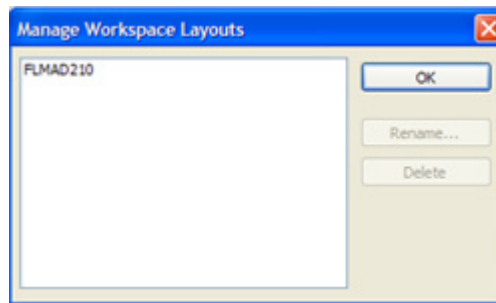 Manage Workspace Layouts
FLMAD210
OK
Rename...
Delete